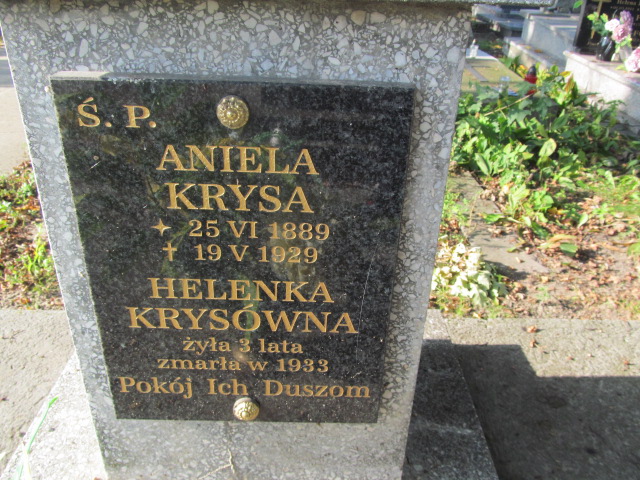 Ś. P.
ANIELA
KRYSA
✦ 25 VI 1889
✝ 19 V 1929
HELENKA
KRYSÓWNA
żyła 3 lata
zmarła w 1933
Pokój Ich Duszom